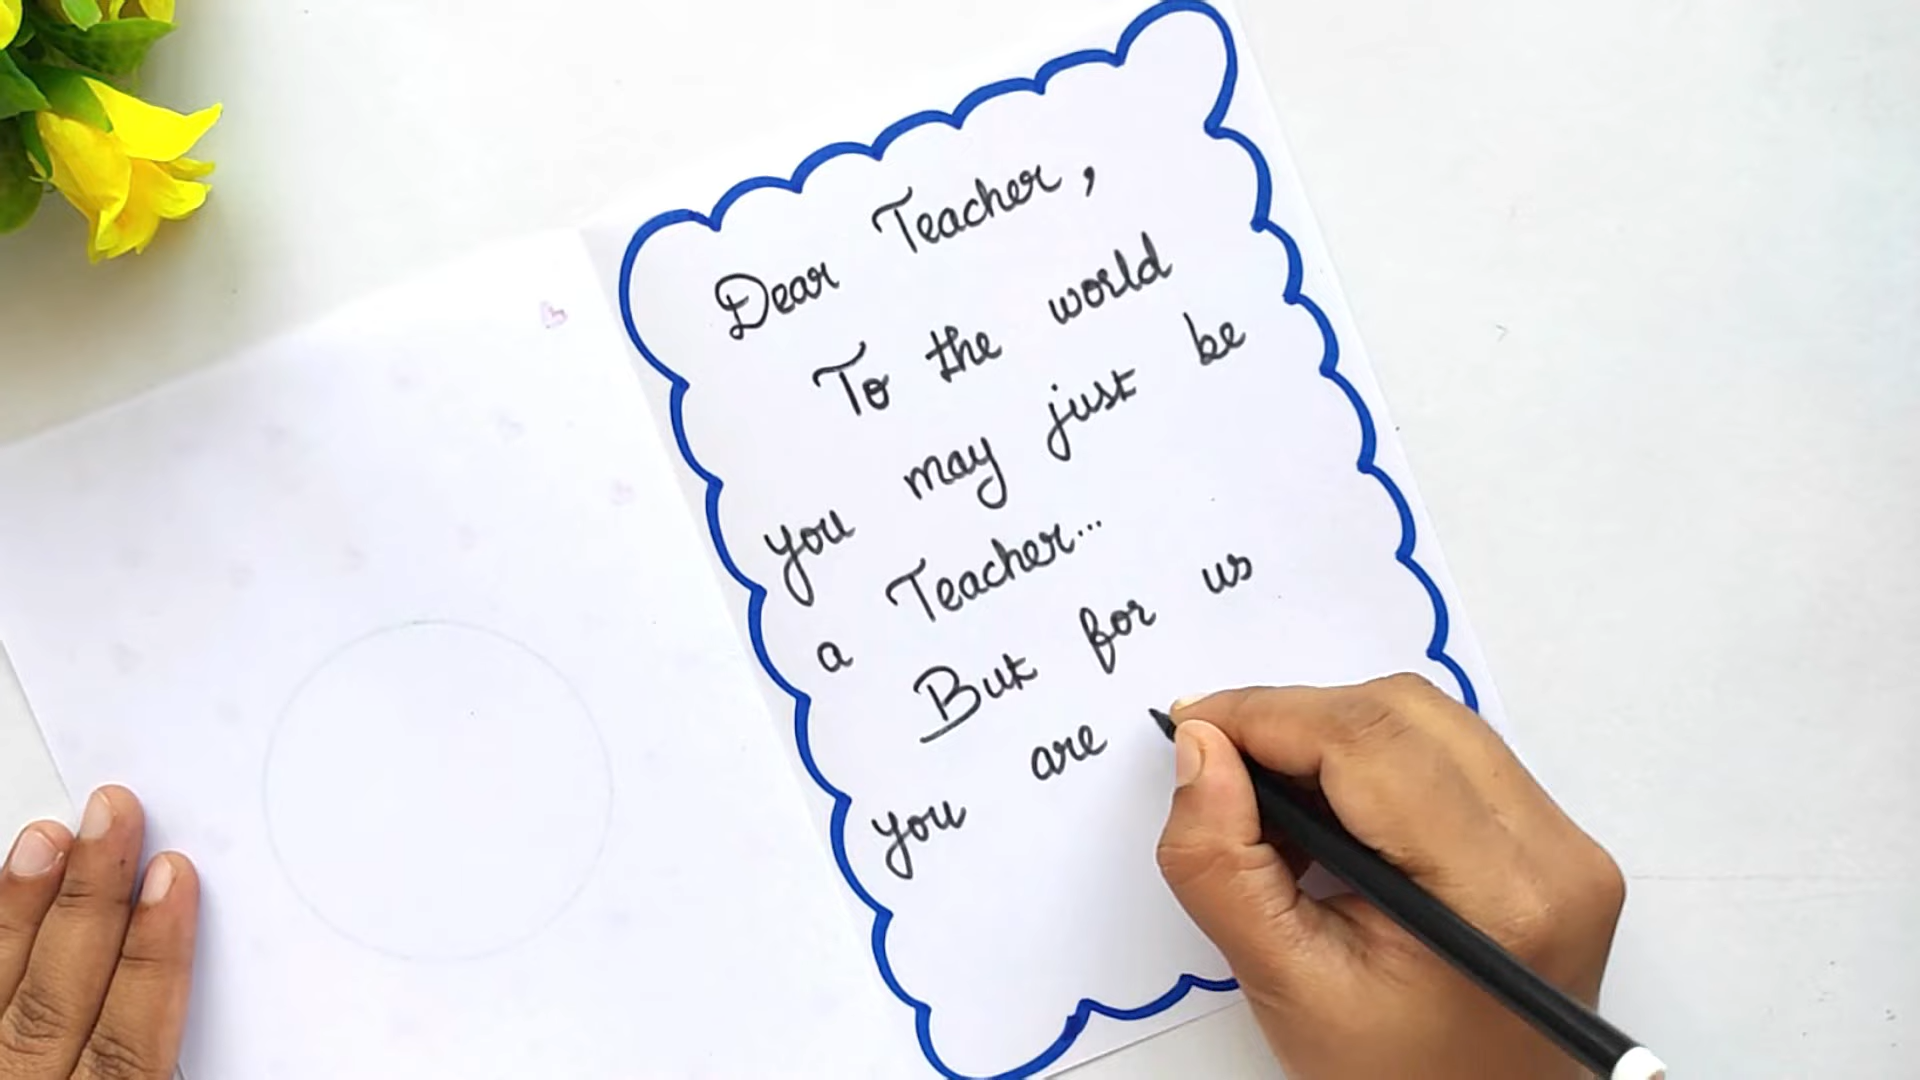 Dear Teacher,
To the world
you may just be
a Teacher...
But for us
you are